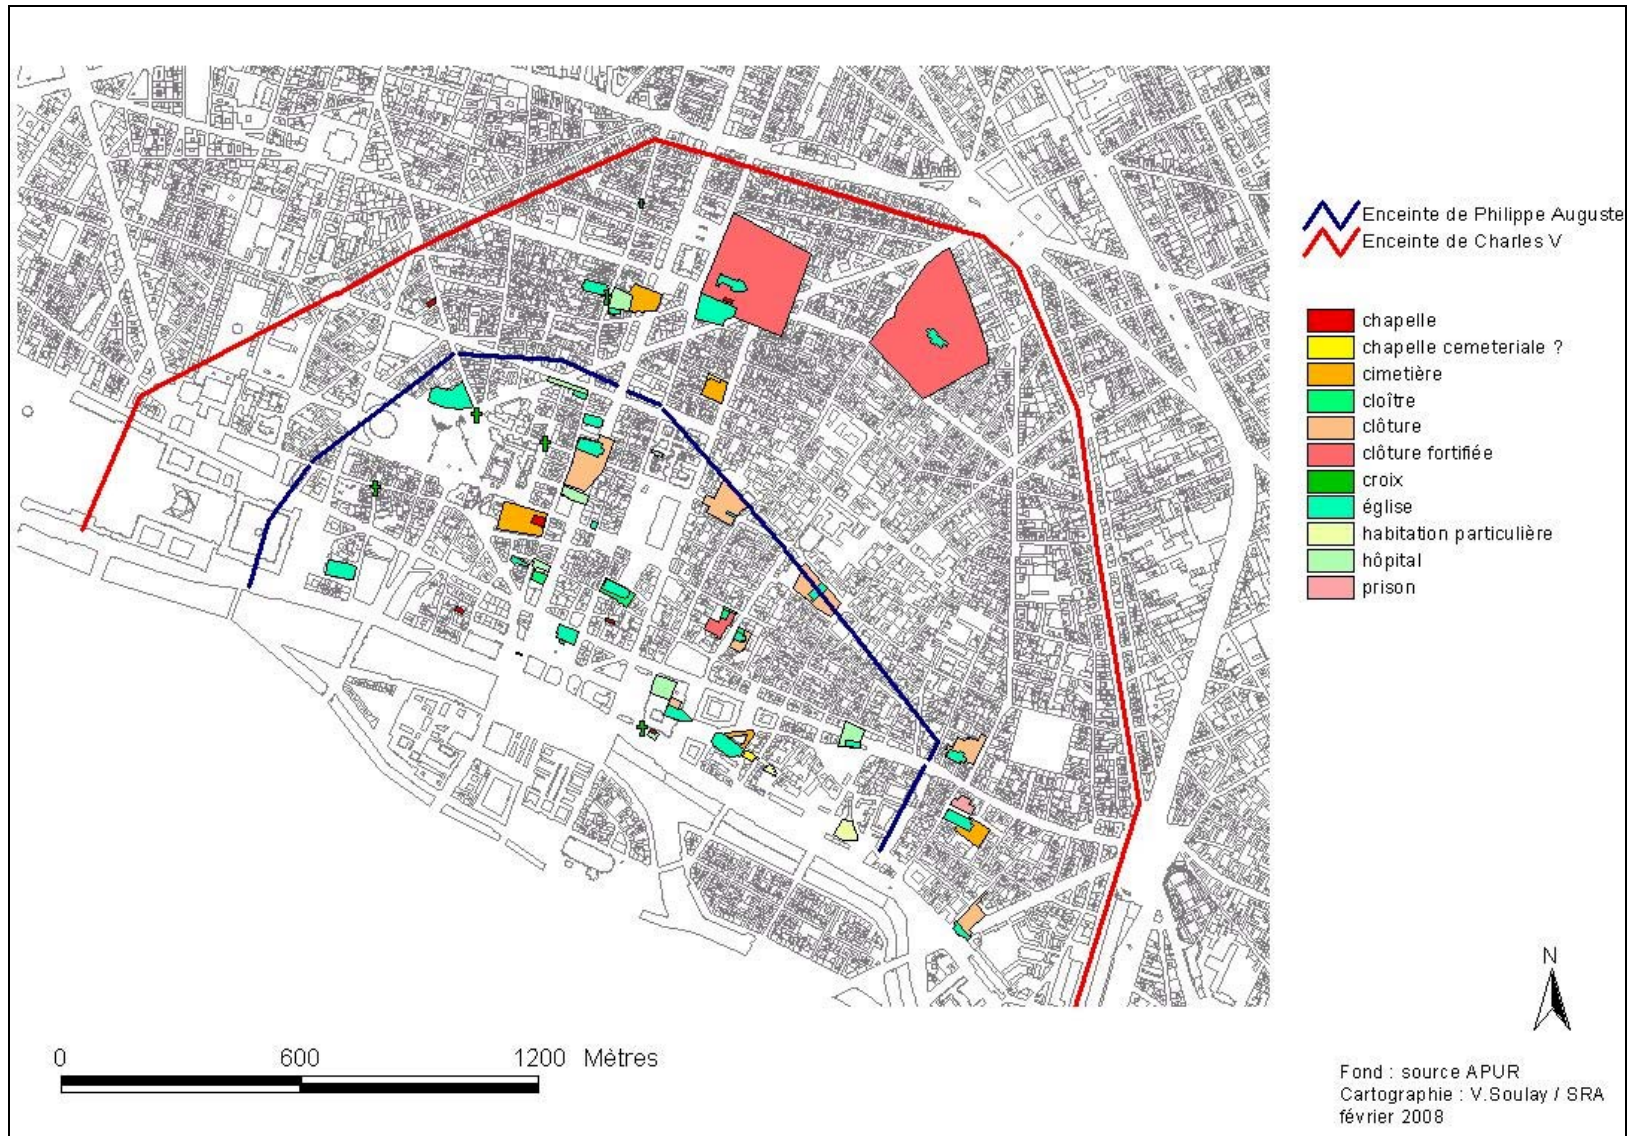 Enceinte de Philippe Auguste
Enceinte de Charles V
chapelle
chapelle cemeteriale ?
cimetière
cloître
clôture
clôture fortifiée
croix
église
habitation particulière
hôpital
prison
N
0 600 1200 Mètres
Fond : source APUR
Cartographie : V.Soulay / SRA
février 2008